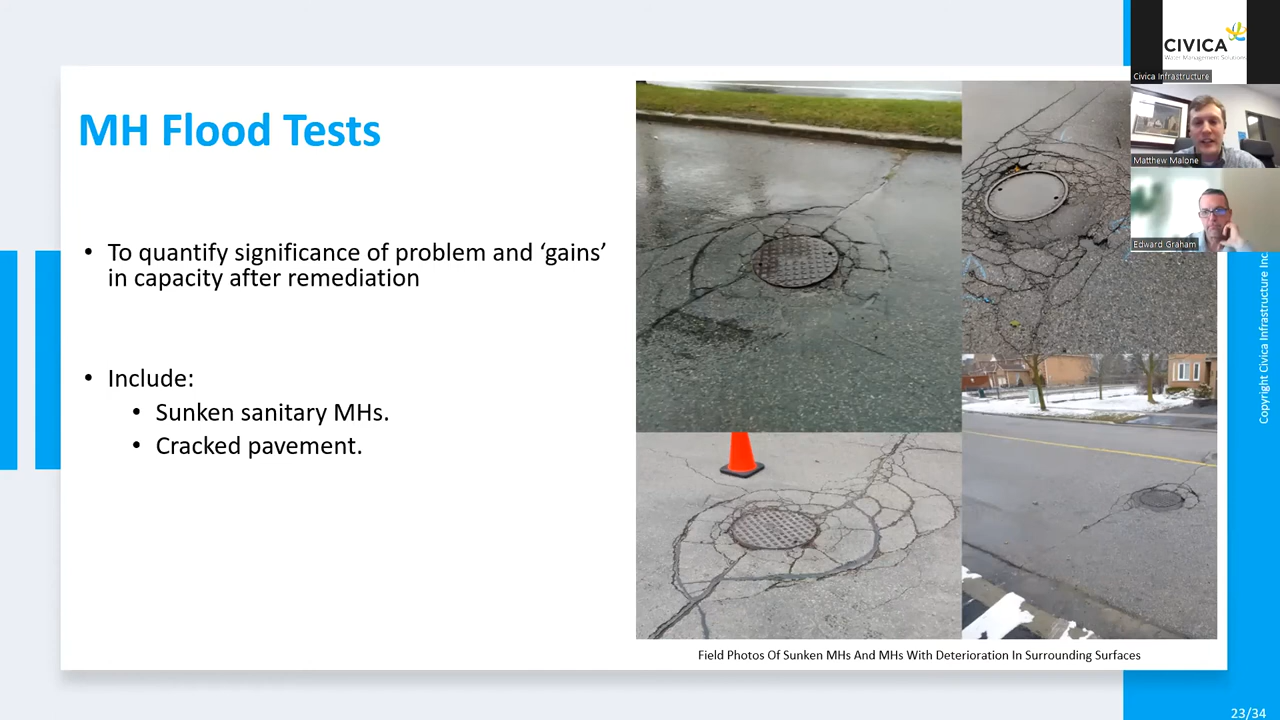 MH Flood Tests
• To quantify significance of problem and ‘gains’
in capacity after remediation
• Include:
• Sunken sanitary MHs.
• Cracked pavement.
Field Photos Of Sunken MHs And MHs With Deterioration In Surrounding Surfaces
CIVICA
Water Management Solutions
Civica Infrastructure
Matthew Malone
Edward Graham
Copyright Civica Infrastructure Inc
23/34